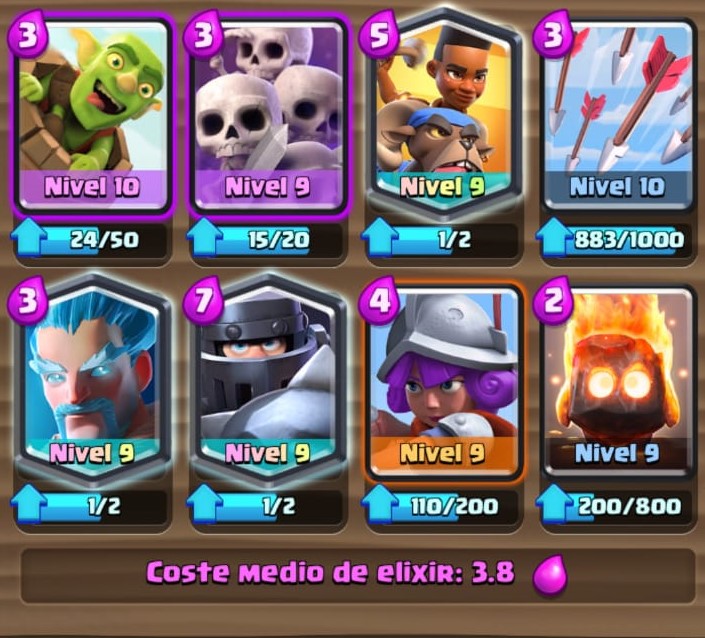 3 3 5 3
Nivel 10 Nivel 9 Nivel 9 Nivel 10
24/50 15/20 1/2 883/1000
3 7 4 2
Nivel 9 Nivel 9 Nivel 9 Nivel 9
1/2 1/2 110/200 200/800
Coste medio de elixir: 3.8